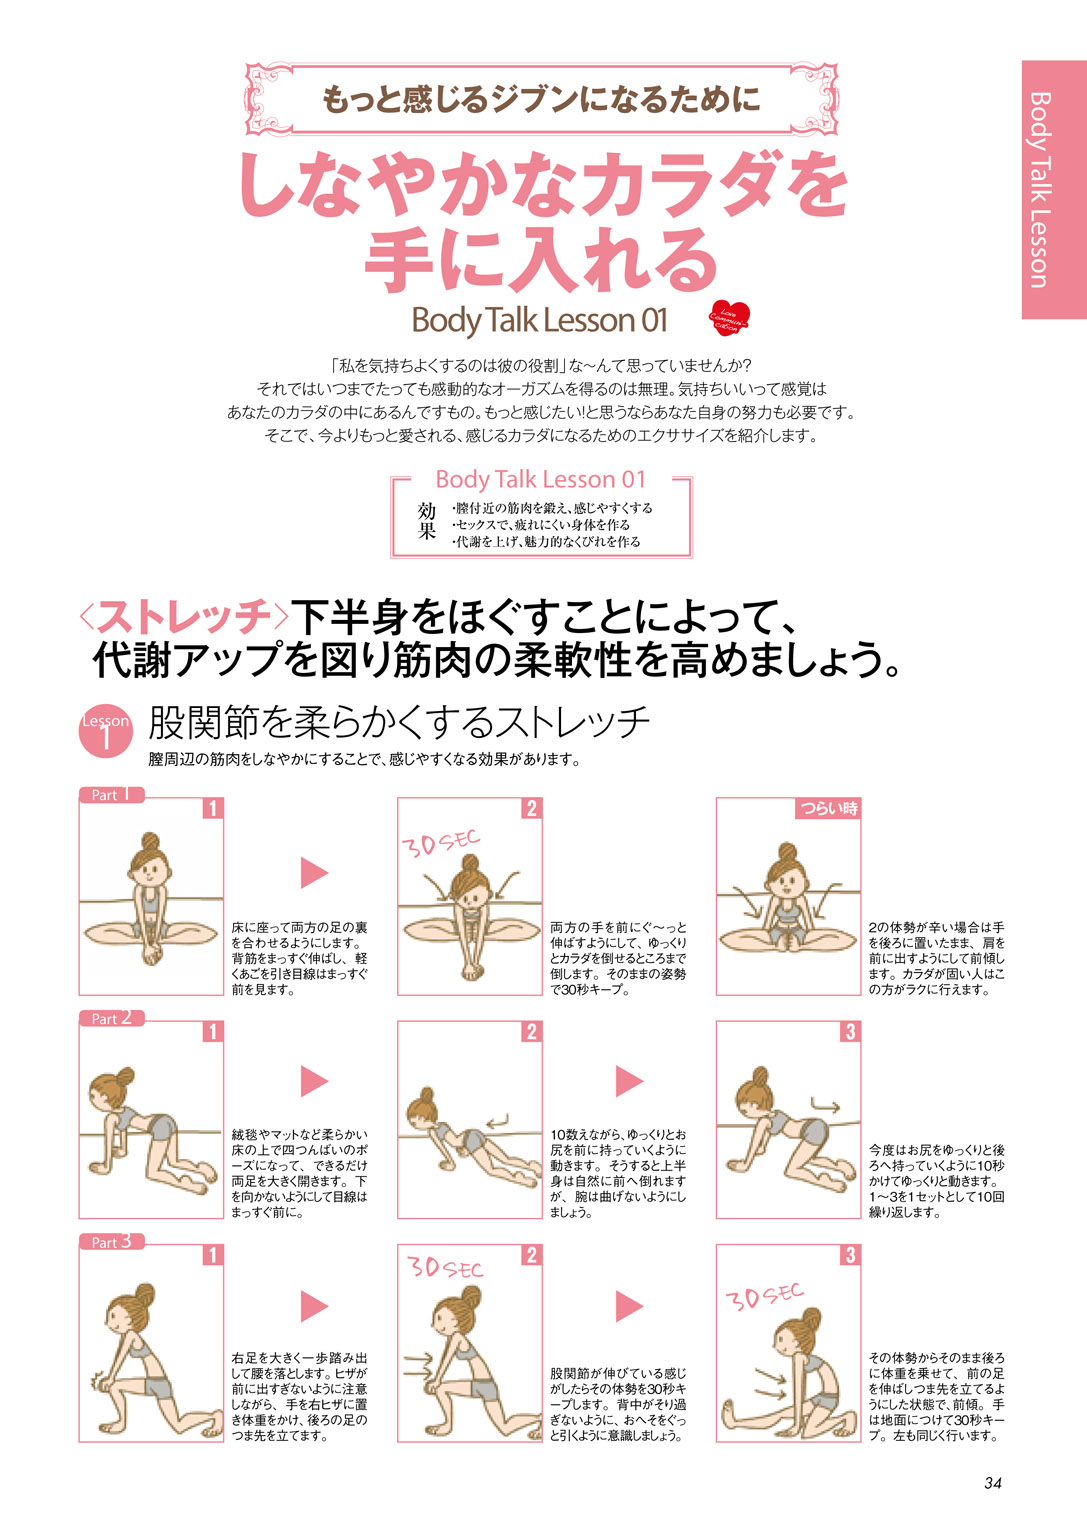 もっと感じるジブンになるために
しなやかなカラダを
手に入れる
Body Talk Lesson 01
Love
Communi-
cation
Body Talk Lesson
「私を気持ちよくするのは彼の役割」な〜んて思っていませんか?
それではいつまでたっても感動的なオーガズムを得るのは無理。気持ちいいって感覚は
あなたのカラダの中にあるんですもの。もっと感じたい!と思うならあなた自身の努力も必要です。
そこで、今よりもっと愛される、感じるカラダになるためのエクササイズを紹介します。
Body Talk Lesson 01
効果
・膣付近の筋肉を鍛え、感じやすくする
・セックスで、疲れにくい身体を作る
・代謝を上げ、魅力的なくびれを作る
〈ストレッチ〉下半身をほぐすことによって、
代謝アップを図り筋肉の柔軟性を高めましょう。
Lesson
1
股関節を柔らかくするストレッチ
膣周辺の筋肉をしなやかにすることで、感じやすくなる効果があります。
Part 1
1
床に座って両方の足の裏
を合わせるようにします。
背筋をまっすぐ伸ばし、軽
くあごを引き目線はまっすぐ
前を見ます。
2
30 SEC
両方の手を前にぐ〜っと
伸ばすようにして、ゆっくり
とカラダを倒せるところまで
倒します。そのままの姿勢
で30秒キープ。
つらい時
2の体勢が辛い場合は手
を後ろに置いたまま、肩を
前に出すようにして前傾し
ます。カラダが固い人はこ
の方がラクに行えます。
Part 2
1
絨毯やマットなど柔らかい
床の上で四つんばいのポ
ーズになって、できるだけ
両足を大きく開きます。下
を向かないようにして目線は
まっすぐ前に。
2
10数えながら、ゆっくりとお
尻を前に持っていくように
動きます。そうすると上半
身は自然に前へ倒れます
が、腕は曲げないようにし
ましょう。
3
今度はお尻をゆっくりと後
ろへ持っていくように10秒
かけてゆっくりと動きます。
1〜3を1セットとして10回
繰り返します。
Part 3
1
右足を大きく一歩踏み出
して腰を落とします。ヒザが
前に出すぎないように注意
しながら、手を右ヒザに置
き体重をかけ、後ろの足の
つま先を立てます。
2
30 SEC
股関節が伸びている感じ
がしたらその体勢を30秒キ
ープします。背中がそり過
ぎないように、おへそをぐっ
と引くように意識しましょう。
3
30 SEC
その体勢からそのまま後ろ
に体重を乗せて、前の足
を伸ばしつま先を立てるよ
うにした状態で、前傾。手
は地面につけて30秒キー
プ。左も同じく行います。
34